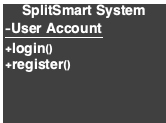 SplitSmart System
-User Account
+login()
+register()